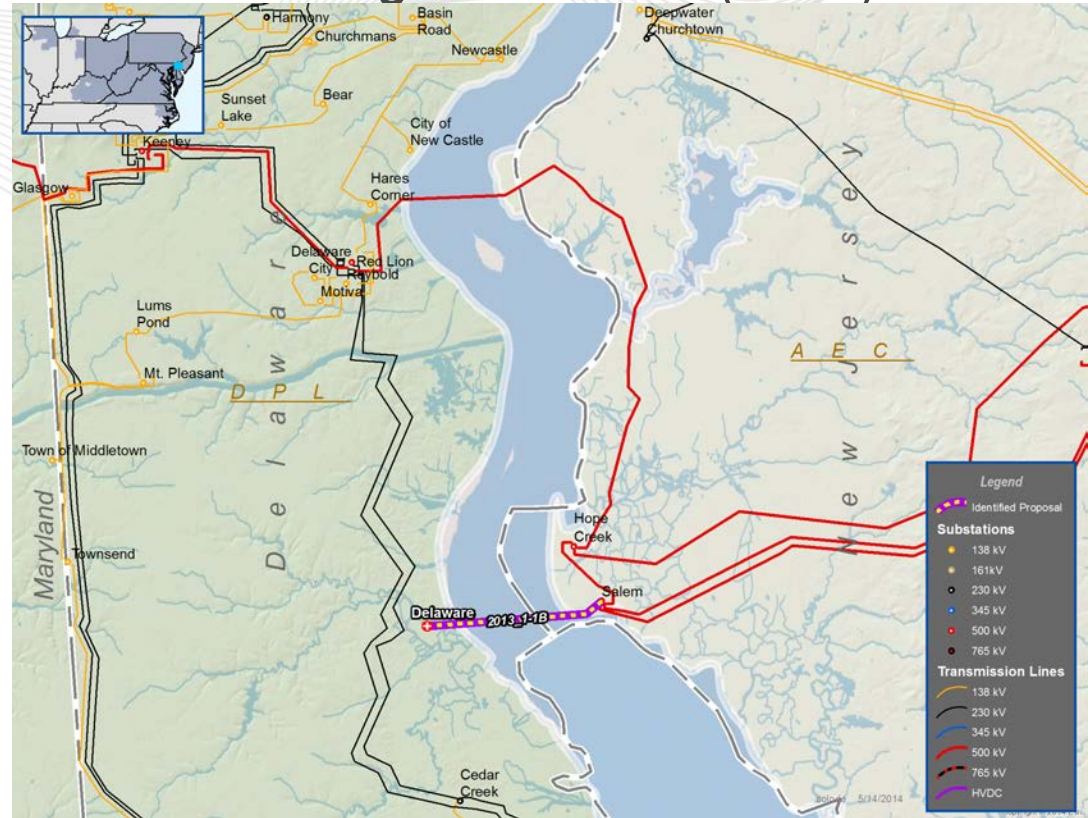 Harmony
Basin
Road
Churchmans
Newcastle
Deepwater
Churchtown
Sunset
Lake
Bear
City of
New Castle
Keeney
Glasgow
Hares
Corner
Delaware
City
Red Lion
Reybold
Motiva
Lums
Pond
Mt. Pleasant
D P L
A E C
Delaware
New Jersey
Town of Middletown
Maryland
Townsend
Hope
Creek
Salem
Delaware
2013_1-1B
Cedar
Creek
Legend
Identified Proposal
Substations
138 kV
161kV
230 kV
345 kV
500 kV
765 kV
Transmission Lines
138 kV
230 kV
345 kV
500 kV
765 kV
HVDC
5/14/2014